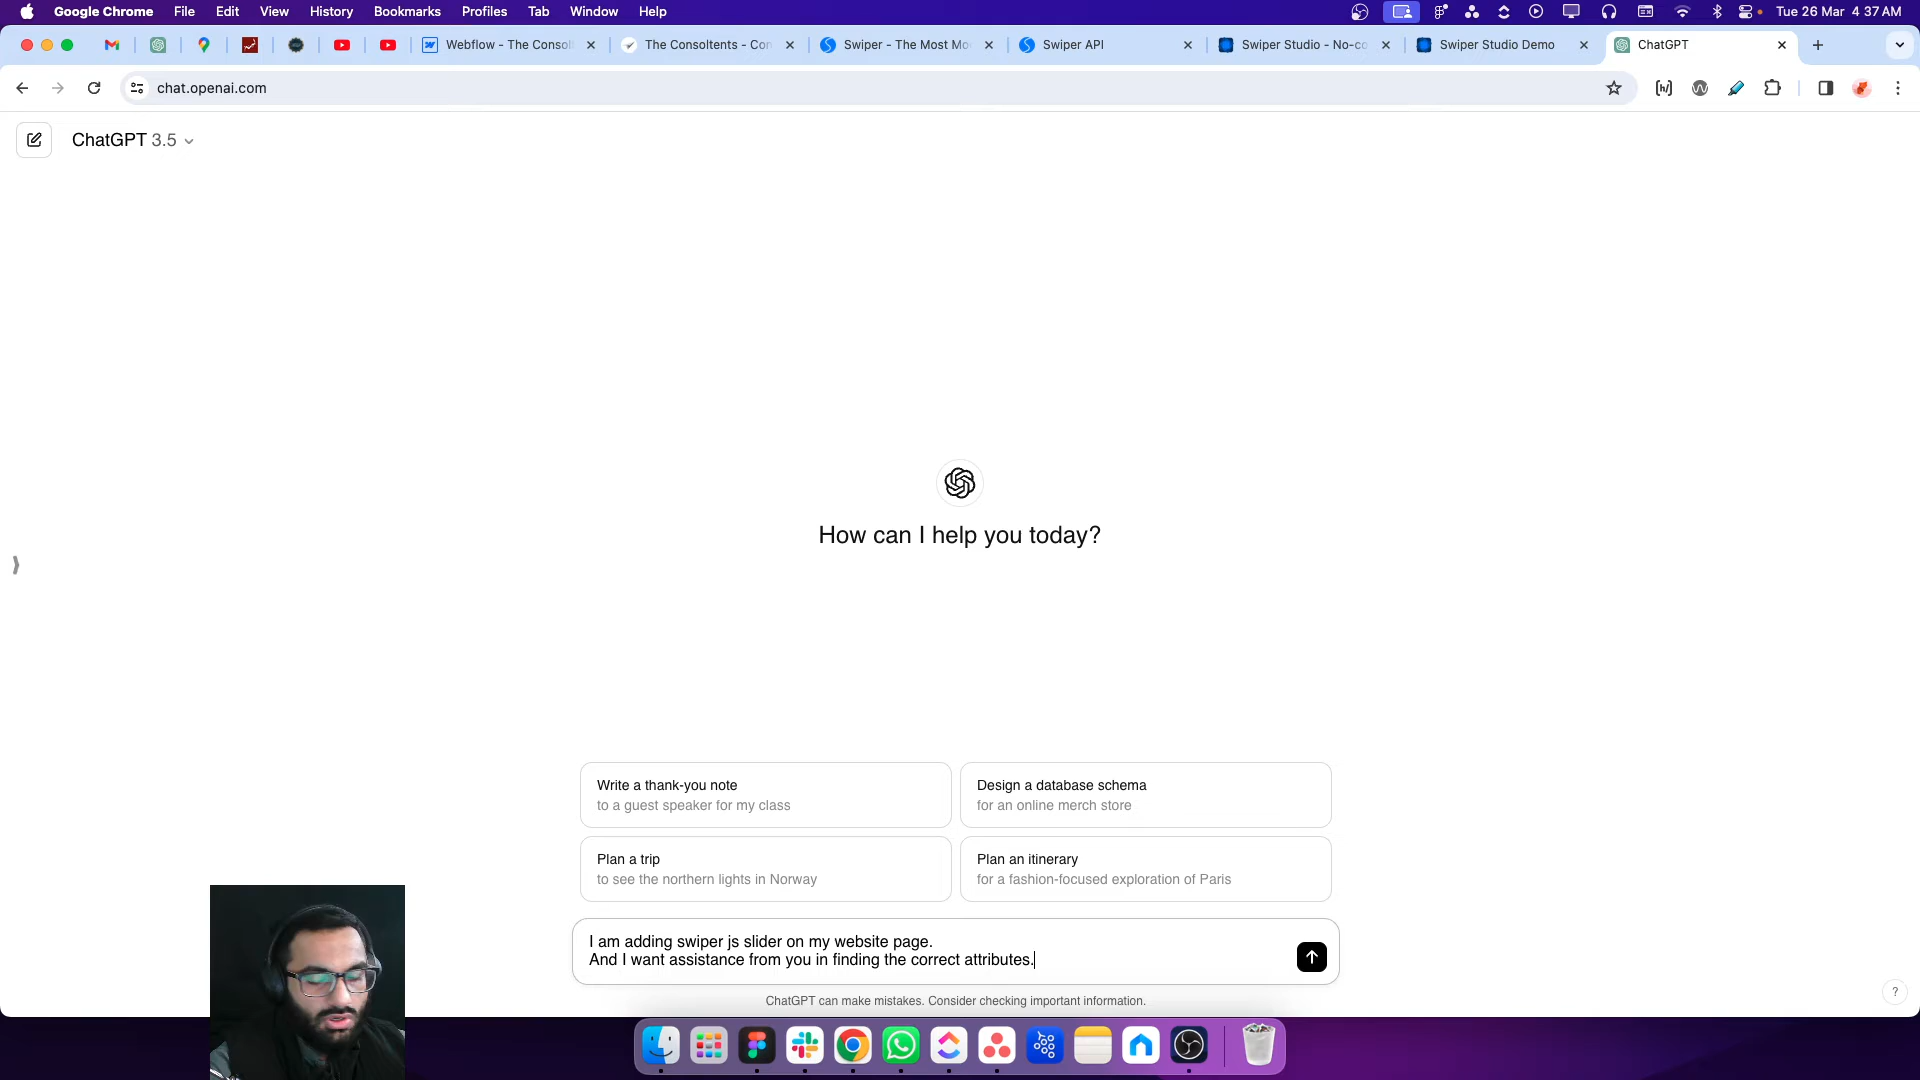 Google Chrome File Edit View History Bookmarks Profiles Tab Window Help Tue 26 Mar 4 37 AM
Webflow - The Consol
The Consoltents - Con
Swiper - The Most Mo
Swiper API
Swiper Studio - No-co
Swiper Studio Demo
ChatGPT
chat.openai.com
ChatGPT 3.5
How can I help you today?
Write a thank-you note
to a guest speaker for my class
Design a database schema
for an online merch store
Plan a trip
to see the northern lights in Norway
Plan an itinerary
for a fashion-focused exploration of Paris
I am adding swiper js slider on my website page.
And I want assistance from you in finding the correct attributes.
ChatGPT can make mistakes. Consider checking important information.
?